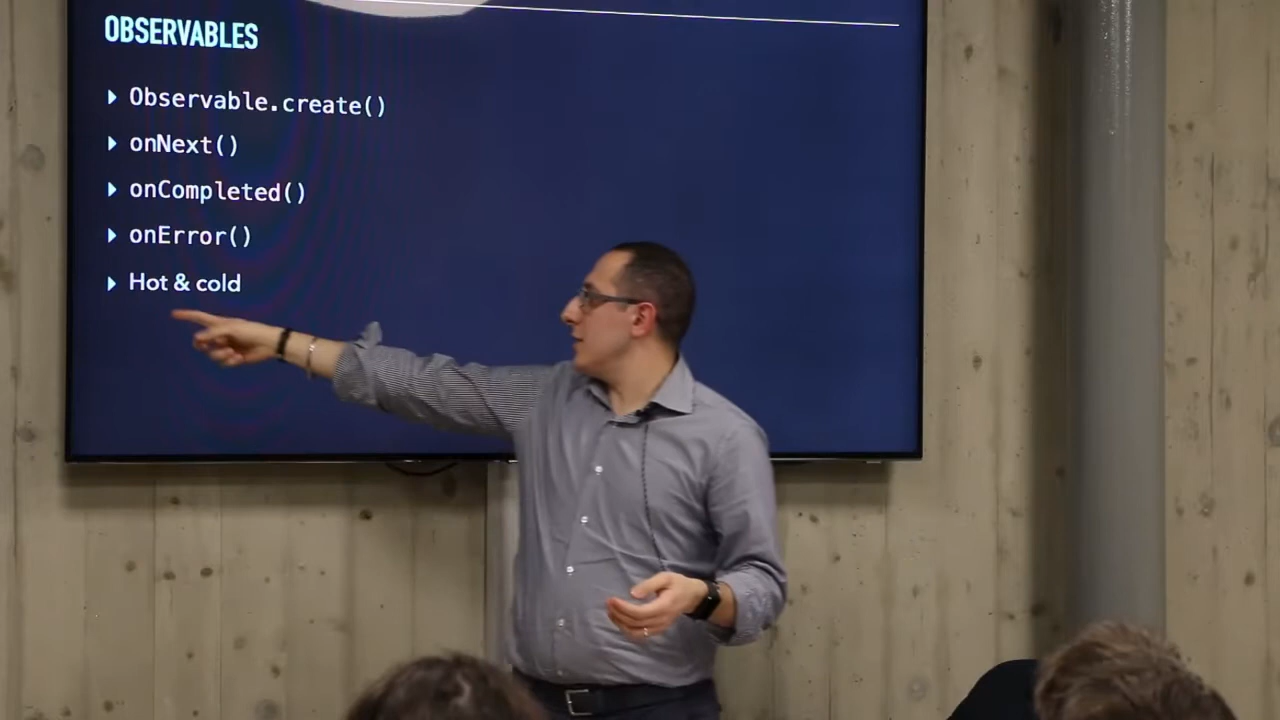 OBSERVABLES
Observable.create()
onNext()
onCompleted()
onError()
Hot & cold